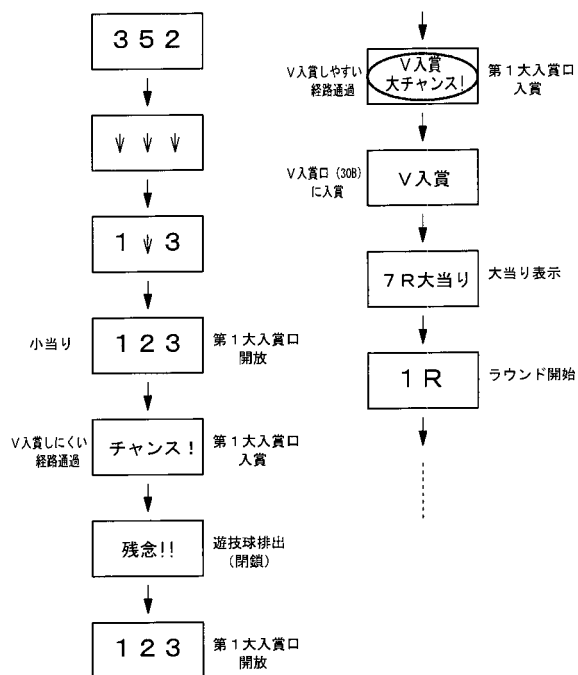 3 5 2
↓ ↓ ↓
1 ↓ 3
小当り
1 2 3
第1大入賞口
開放
V入賞しにくい
経路通過
チャンス！
第1大入賞口
入賞
残念!!
遊技球排出
(閉鎖)
1 2 3
第1大入賞口
開放
V入賞しやすい
経路通過
V入賞
大チャンス!
第1大入賞口
入賞
V入賞口 (30B)
に入賞
V入賞
7R大当り
大当り表示
1 R
ラウンド開始